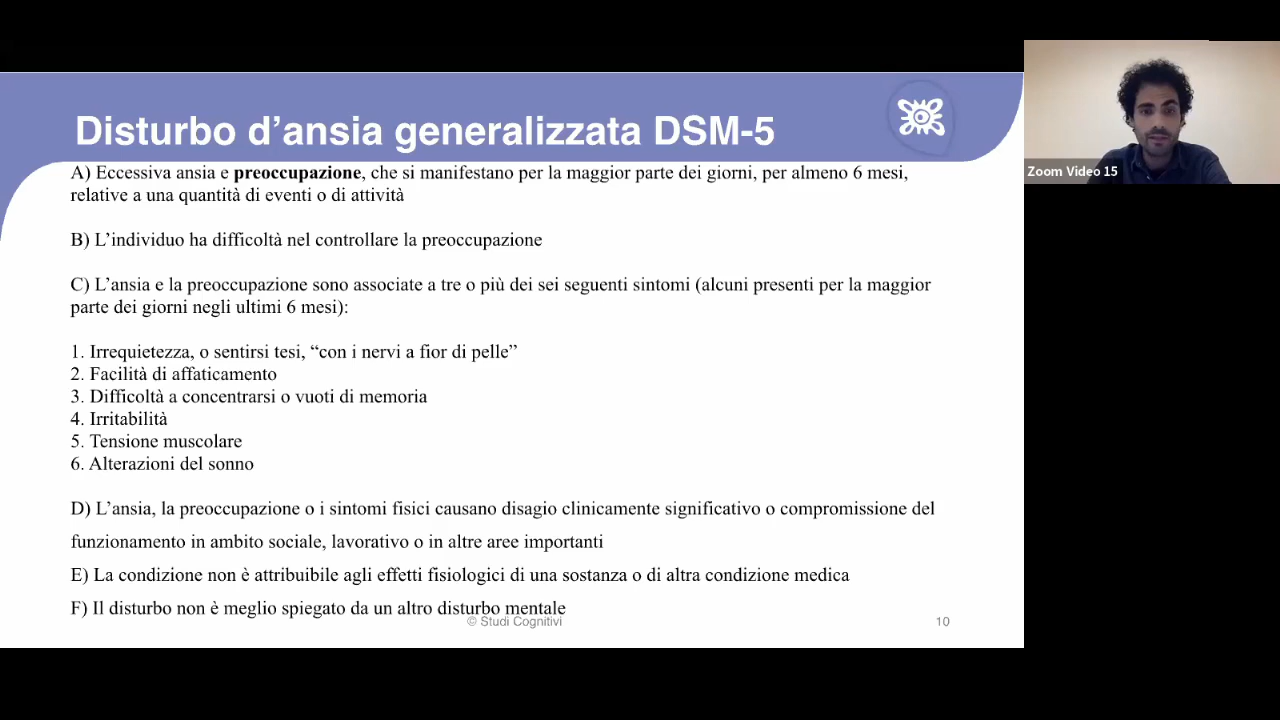 Disturbo d’ansia generalizzata DSM-5
A) Eccessiva ansia e preoccupazione, che si manifestano per la maggior parte dei giorni, per almeno 6 mesi,
relative a una quantità di eventi o di attività
B) L’individuo ha difficoltà nel controllare la preoccupazione
C) L’ansia e la preoccupazione sono associate a tre o più dei sei seguenti sintomi (alcuni presenti per la maggior
parte dei giorni negli ultimi 6 mesi):
1. Irrequietezza, o sentirsi tesi, “con i nervi a fior di pelle”
2. Facilità di affaticamento
3. Difficoltà a concentrarsi o vuoti di memoria
4. Irritabilità
5. Tensione muscolare
6. Alterazioni del sonno
D) L’ansia, la preoccupazione o i sintomi fisici causano disagio clinicamente significativo o compromissione del
funzionamento in ambito sociale, lavorativo o in altre aree importanti
E) La condizione non è attribuibile agli effetti fisiologici di una sostanza o di altra condizione medica
F) Il disturbo non è meglio spiegato da un altro disturbo mentale
© Studi Cognitivi
10
Zoom Video 15